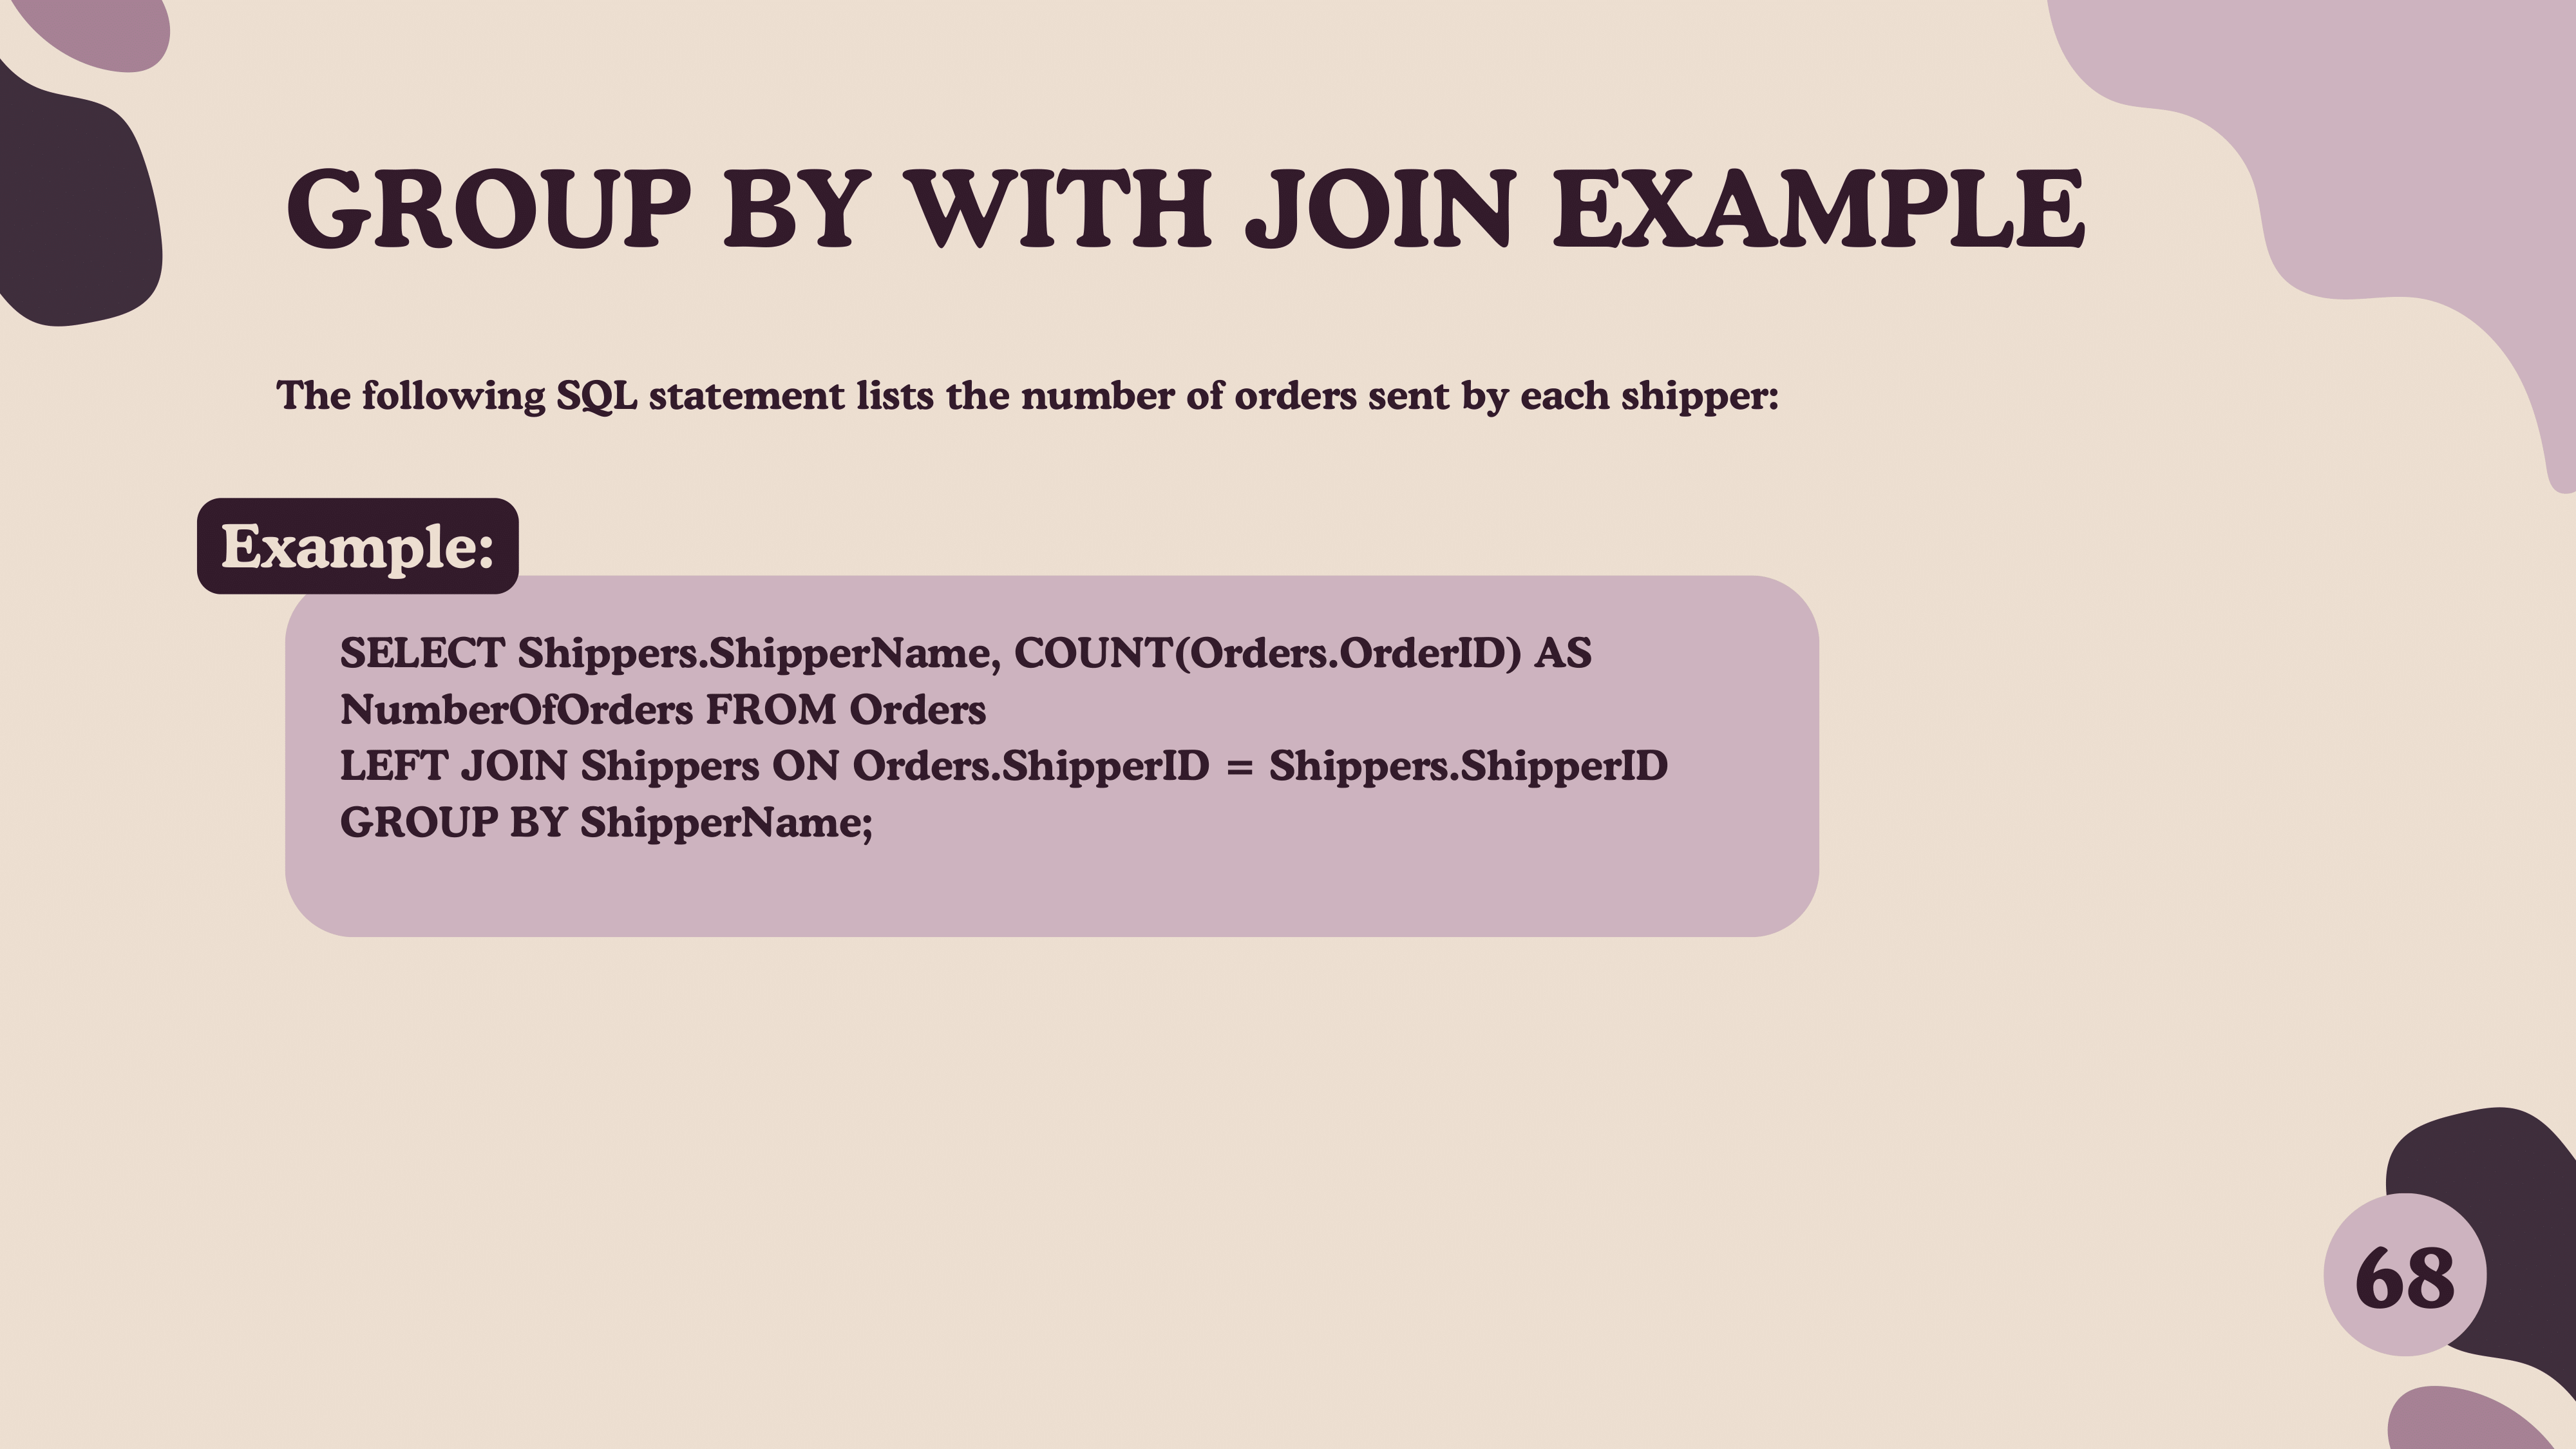 GROUP BY WITH JOIN EXAMPLE
The following SQL statement lists the number of orders sent by each shipper:
Example:
SELECT Shippers.ShipperName, COUNT(Orders.OrderID) AS
NumberOfOrders FROM Orders
LEFT JOIN Shippers ON Orders.ShipperID = Shippers.ShipperID
GROUP BY ShipperName;
68